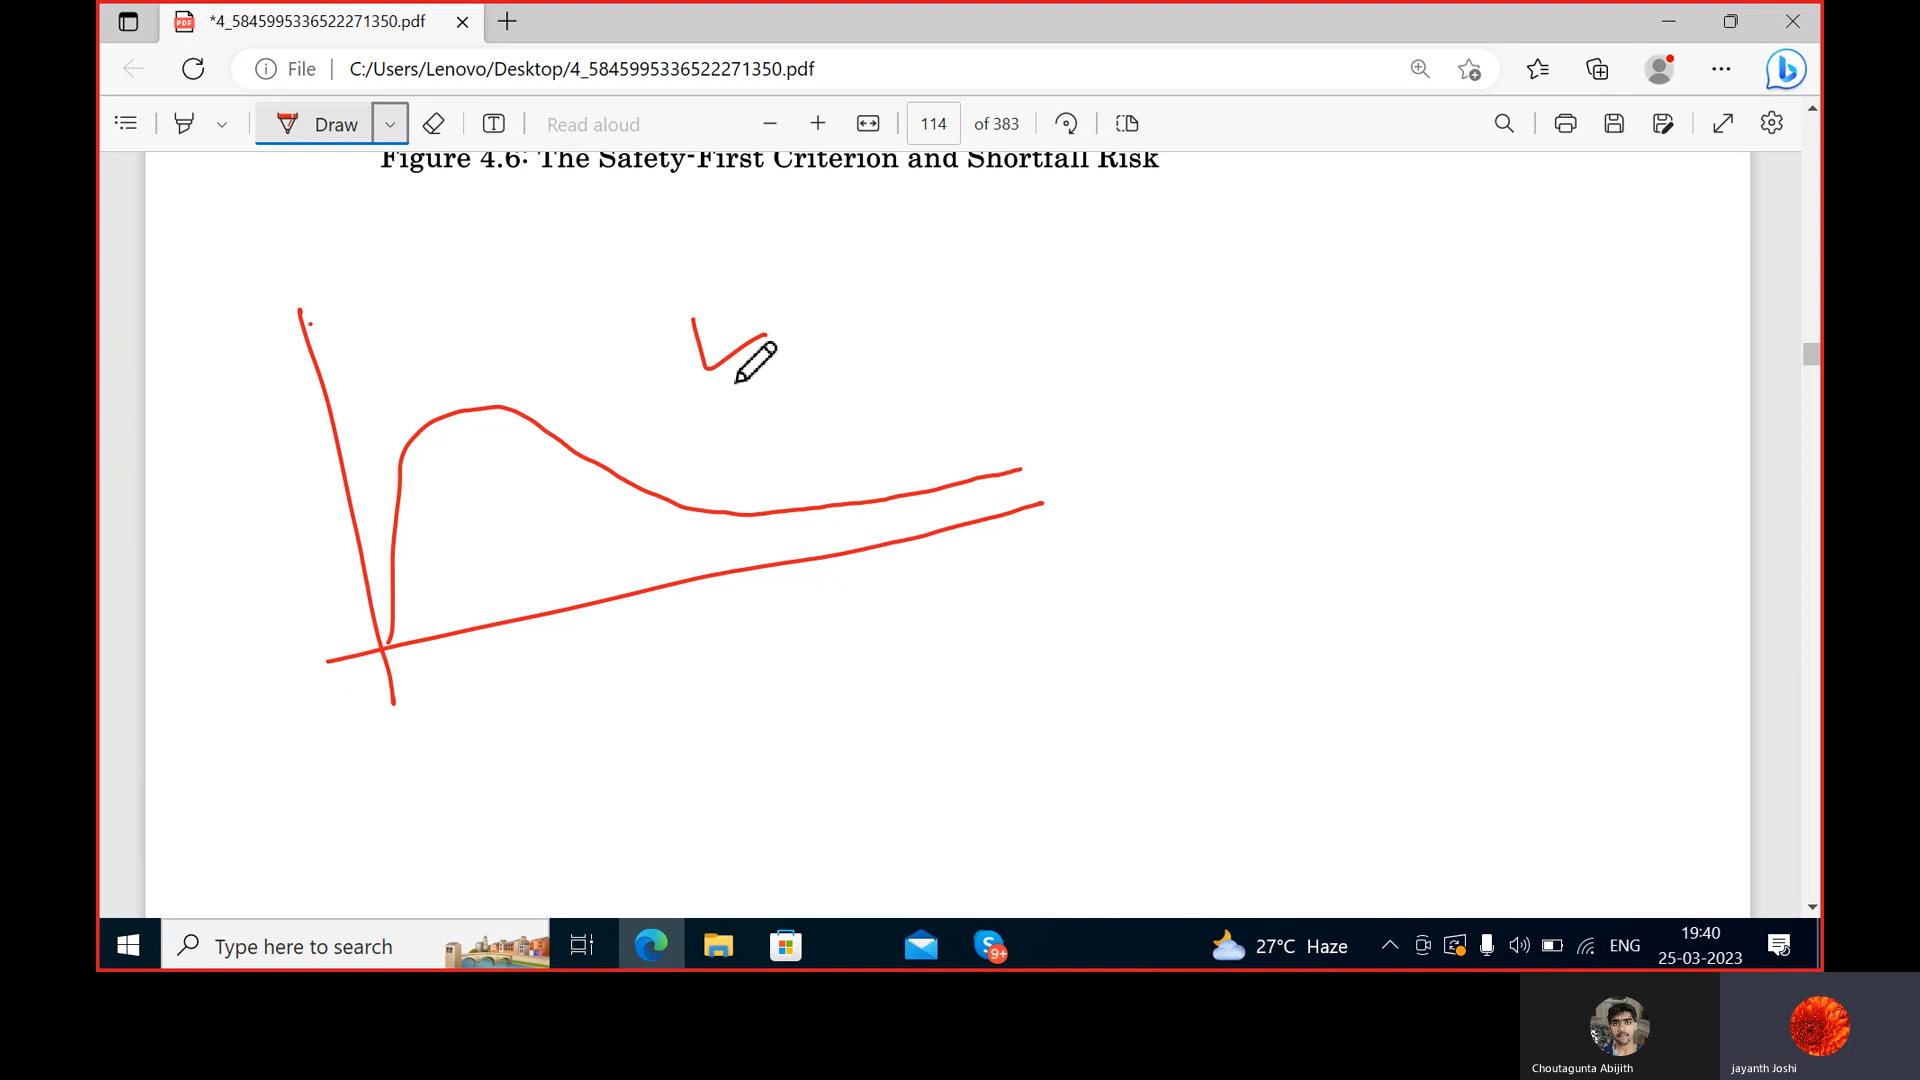 *4_5845995336522271350.pdf
File C:/Users/Lenovo/Desktop/4_5845995336522271350.pdf
Draw Read aloud 114 of 383
Figure 4.6: The Safety-First Criterion and Shortfall Risk
Type here to search 27°C Haze ENG 19:40
25-03-2023
9+
Choutagunta Abijith jayanth Joshi